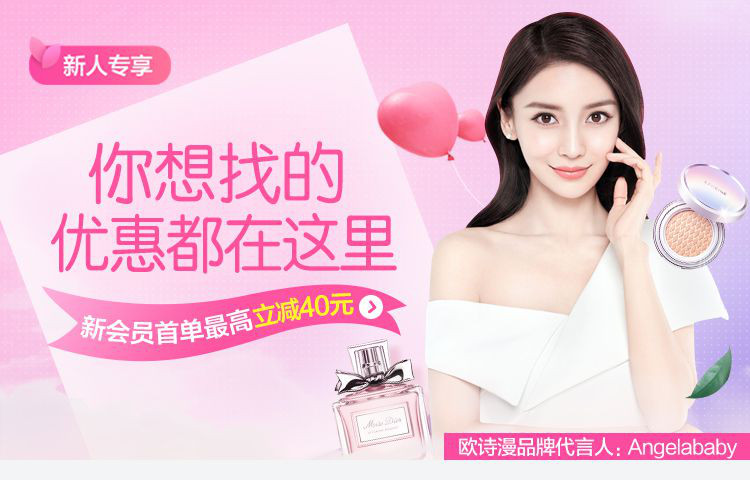 新人专享
你想找的
优惠都在这里
新会员首单最高立减40元
Miss Dior
欧诗漫品牌代言人：Angelababy